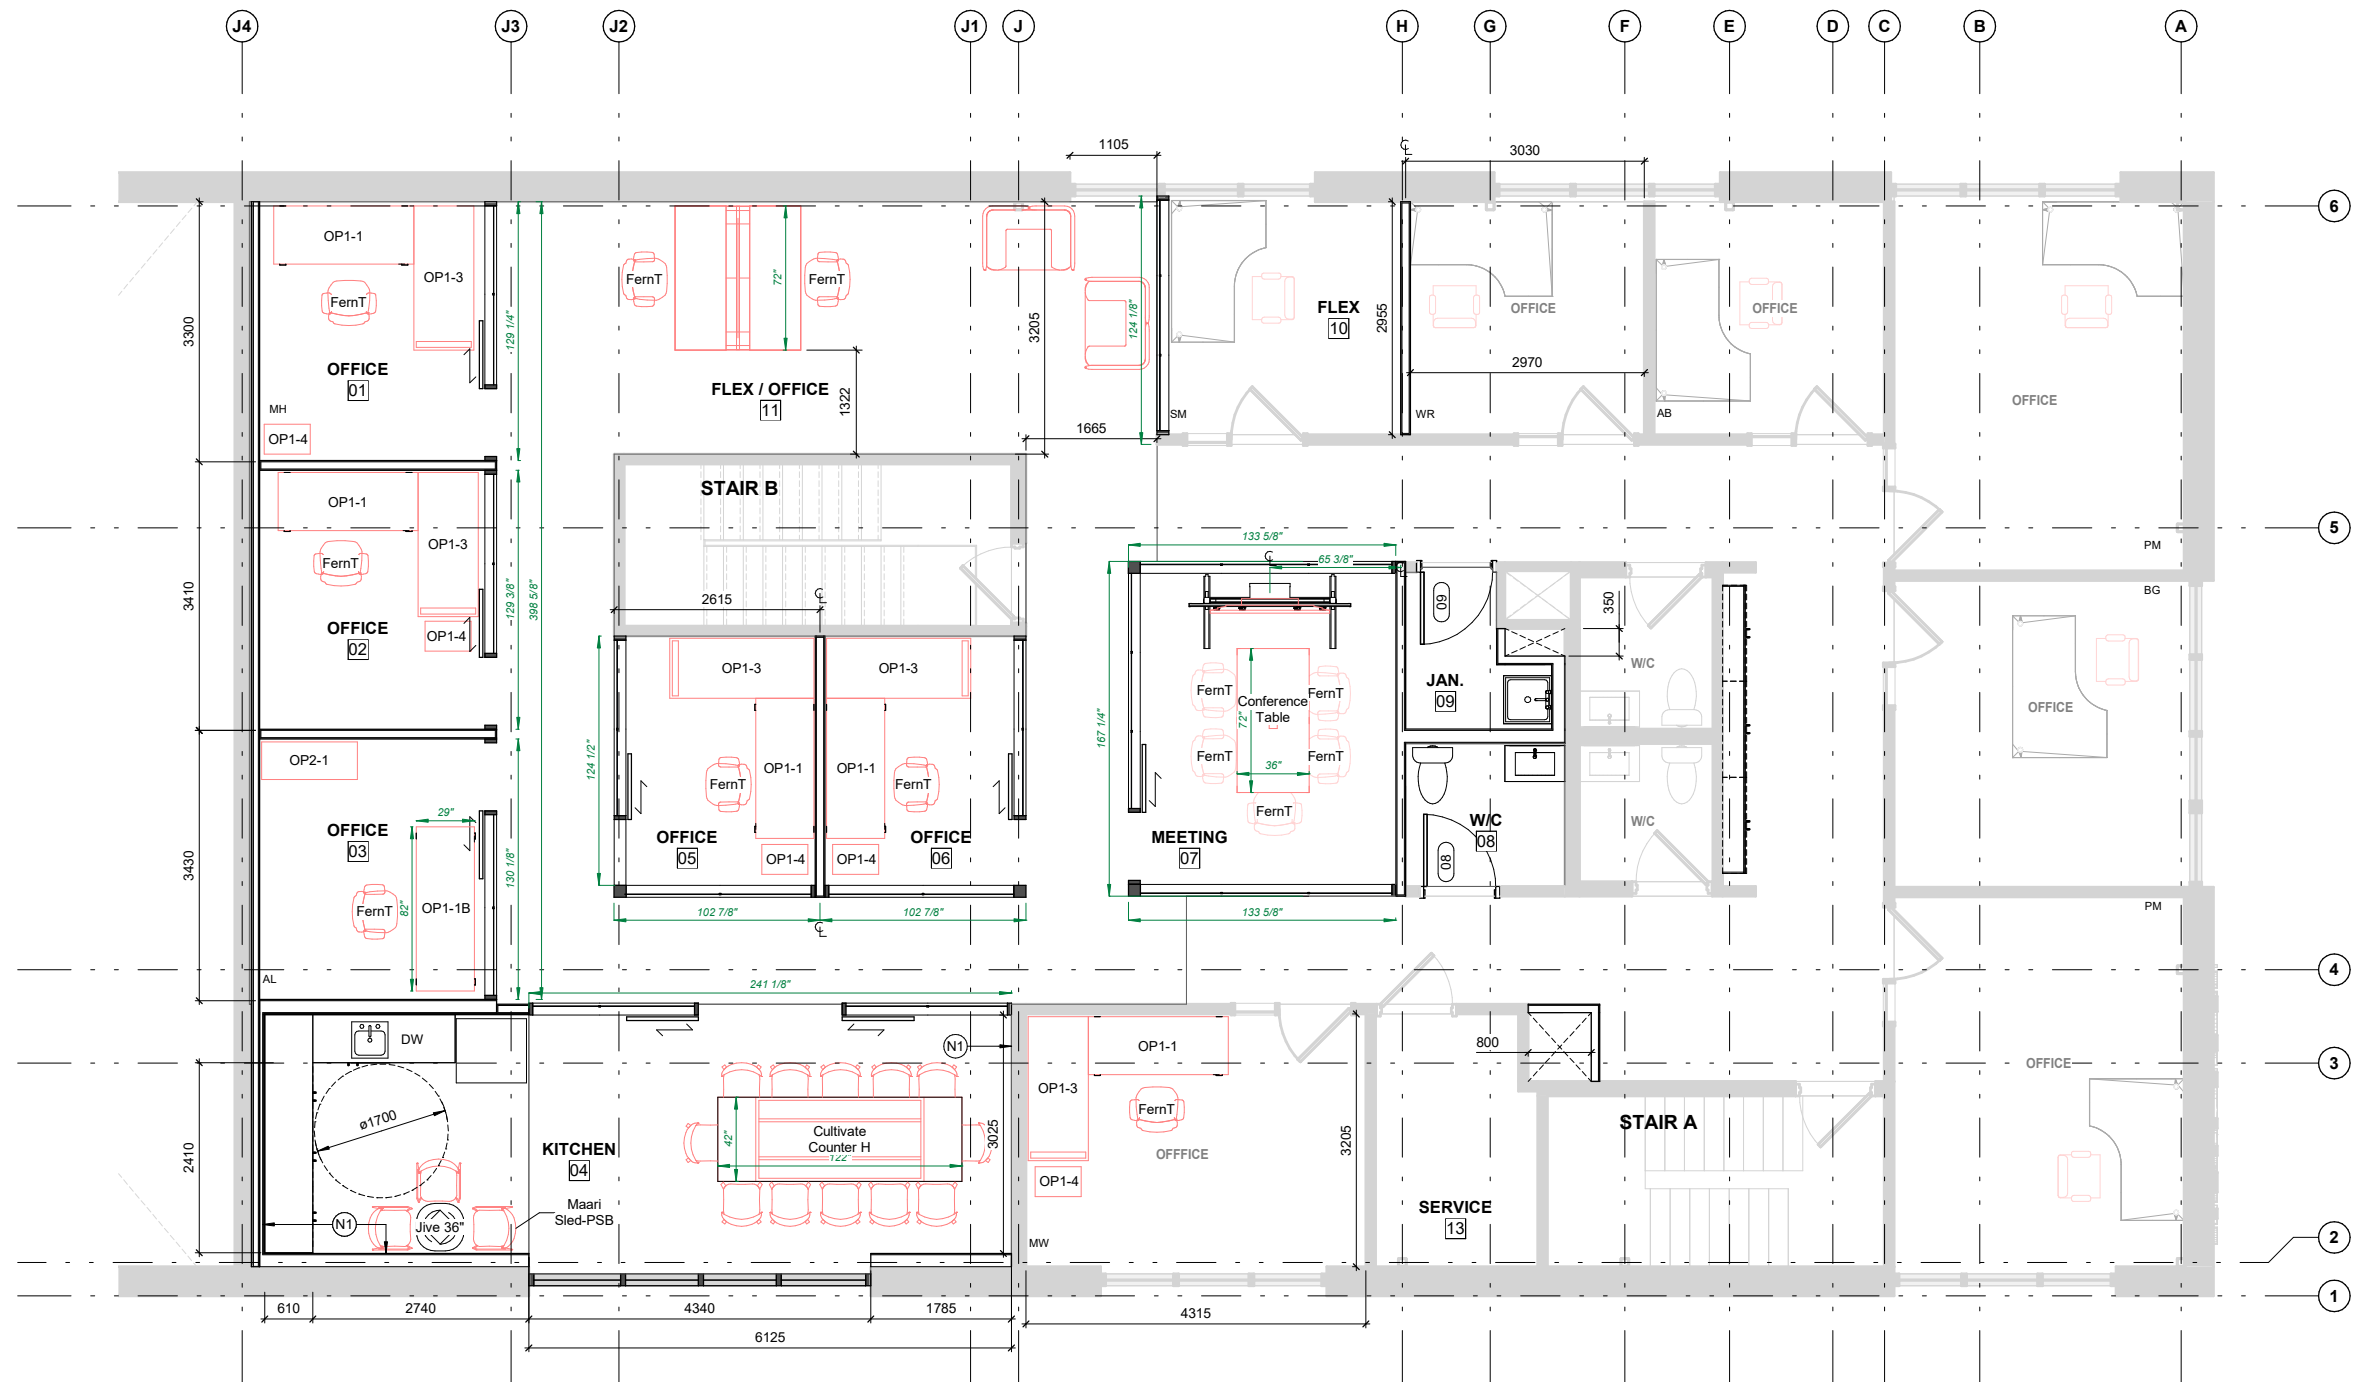 J4 J3 J2 J1 J H G F E D C B A
1105
3030
6
OP1-1
OP1-3
FernT
3300
OFFICE
01
MH
OP1-4
129 1/4"
FernT
72"
FernT
FLEX / OFFICE
11
1322
3205
1665
124 1/8"
FLEX
10
SM
2955
OFFICE
2970
WR
OFFICE
AB
OFFICE
PM
5
OP1-1
OP1-3
FernT
3410
OFFICE
02
OP1-4
129 3/8"
398 5/8"
STAIR B
2615
133 5/8"
65 3/8"
09
350
W/C
JAN.
09
BG
OFFICE
OP2-1
3430
OFFICE
03
29"
82"
FernT
OP1-1B
AL
130 1/8"
124 1/2"
OP1-3
OP1-3
OP1-1
OP1-1
FernT
FernT
OFFICE
05
OFFICE
06
OP1-4
OP1-4
102 7/8"
102 7/8"
167 1/4"
FernT
FernT
Conference
Table
72"
FernT
FernT
36"
FernT
MEETING
07
133 5/8"
W/C
08
08
W/C
PM
4
241 1/8"
DW
N1
ø1700
2410
N1
Jive 36"
Maari
Sled-PSB
KITCHEN
04
42"
Cultivate
Counter H
122"
3025
OP1-1
OP1-3
FernT
OP1-4
OFFFICE
MW
3205
800
SERVICE
13
STAIR A
OFFICE
3
2
1
610
2740
4340
1785
6125
4315